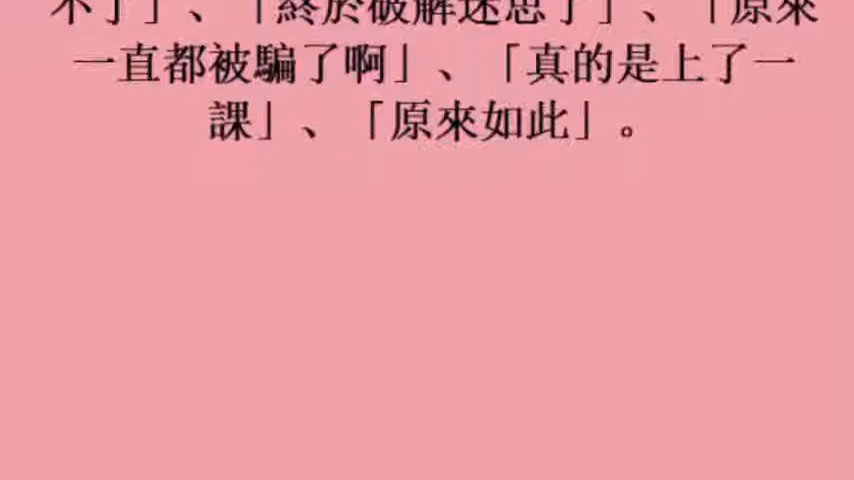 不了」、「終於破解迷思了」、「原來
一直都被騙了啊」、「真的是上了一
課」、「原來如此」。